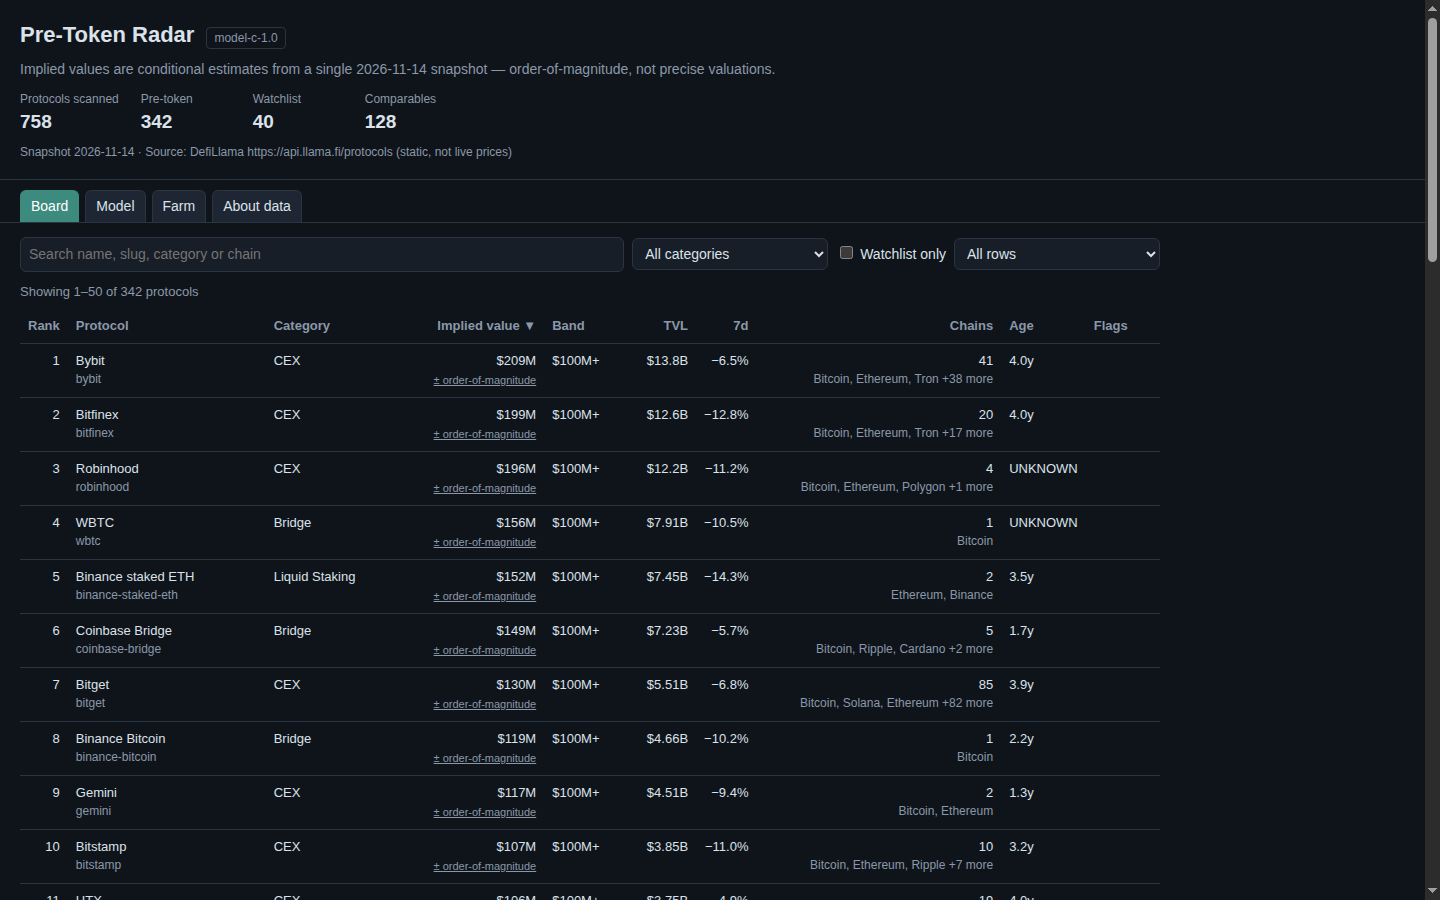 Pre-Token Radar model-c-1.0
Implied values are conditional estimates from a single 2026-11-14 snapshot — order-of-magnitude, not precise valuations.
Protocols scanned Pre-token Watchlist Comparables
758 342 40 128
Snapshot 2026-11-14 · Source: DefiLlama https://api.llama.fi/protocols (static, not live prices)
Board Model Farm About data
Search name, slug, category or chain All categories Watchlist only All rows
Showing 1–50 of 342 protocols
Rank Protocol Category Implied value ▼ Band TVL 7d Chains Age Flags
1 Bybit CEX $209M $100M+ $13.8B −6.5% 41 4.0y
bybit ± order-of-magnitude Bitcoin, Ethereum, Tron +38 more
2 Bitfinex CEX $199M $100M+ $12.6B −12.8% 20 4.0y
bitfinex ± order-of-magnitude Bitcoin, Ethereum, Tron +17 more
3 Robinhood CEX $196M $100M+ $12.2B −11.2% 4 UNKNOWN
robinhood ± order-of-magnitude Bitcoin, Ethereum, Polygon +1 more
4 WBTC Bridge $156M $100M+ $7.91B −10.5% 1 UNKNOWN
wbtc ± order-of-magnitude Bitcoin
5 Binance staked ETH Liquid Staking $152M $100M+ $7.45B −14.3% 2 3.5y
binance-staked-eth ± order-of-magnitude Ethereum, Binance
6 Coinbase Bridge Bridge $149M $100M+ $7.23B −5.7% 5 1.7y
coinbase-bridge ± order-of-magnitude Bitcoin, Ripple, Cardano +2 more
7 Bitget CEX $130M $100M+ $5.51B −6.8% 85 3.9y
bitget ± order-of-magnitude Bitcoin, Solana, Ethereum +82 more
8 Binance Bitcoin Bridge $119M $100M+ $4.66B −10.2% 1 2.2y
binance-bitcoin ± order-of-magnitude Bitcoin
9 Gemini CEX $117M $100M+ $4.51B −9.4% 2 1.3y
gemini ± order-of-magnitude Bitcoin, Ethereum
10 Bitstamp CEX $107M $100M+ $3.85B −11.0% 10 3.2y
bitstamp ± order-of-magnitude Bitcoin, Ethereum, Ripple +7 more
11 HTX CEX $106M $100M+ $3.75B −4.9% 19 4.0y